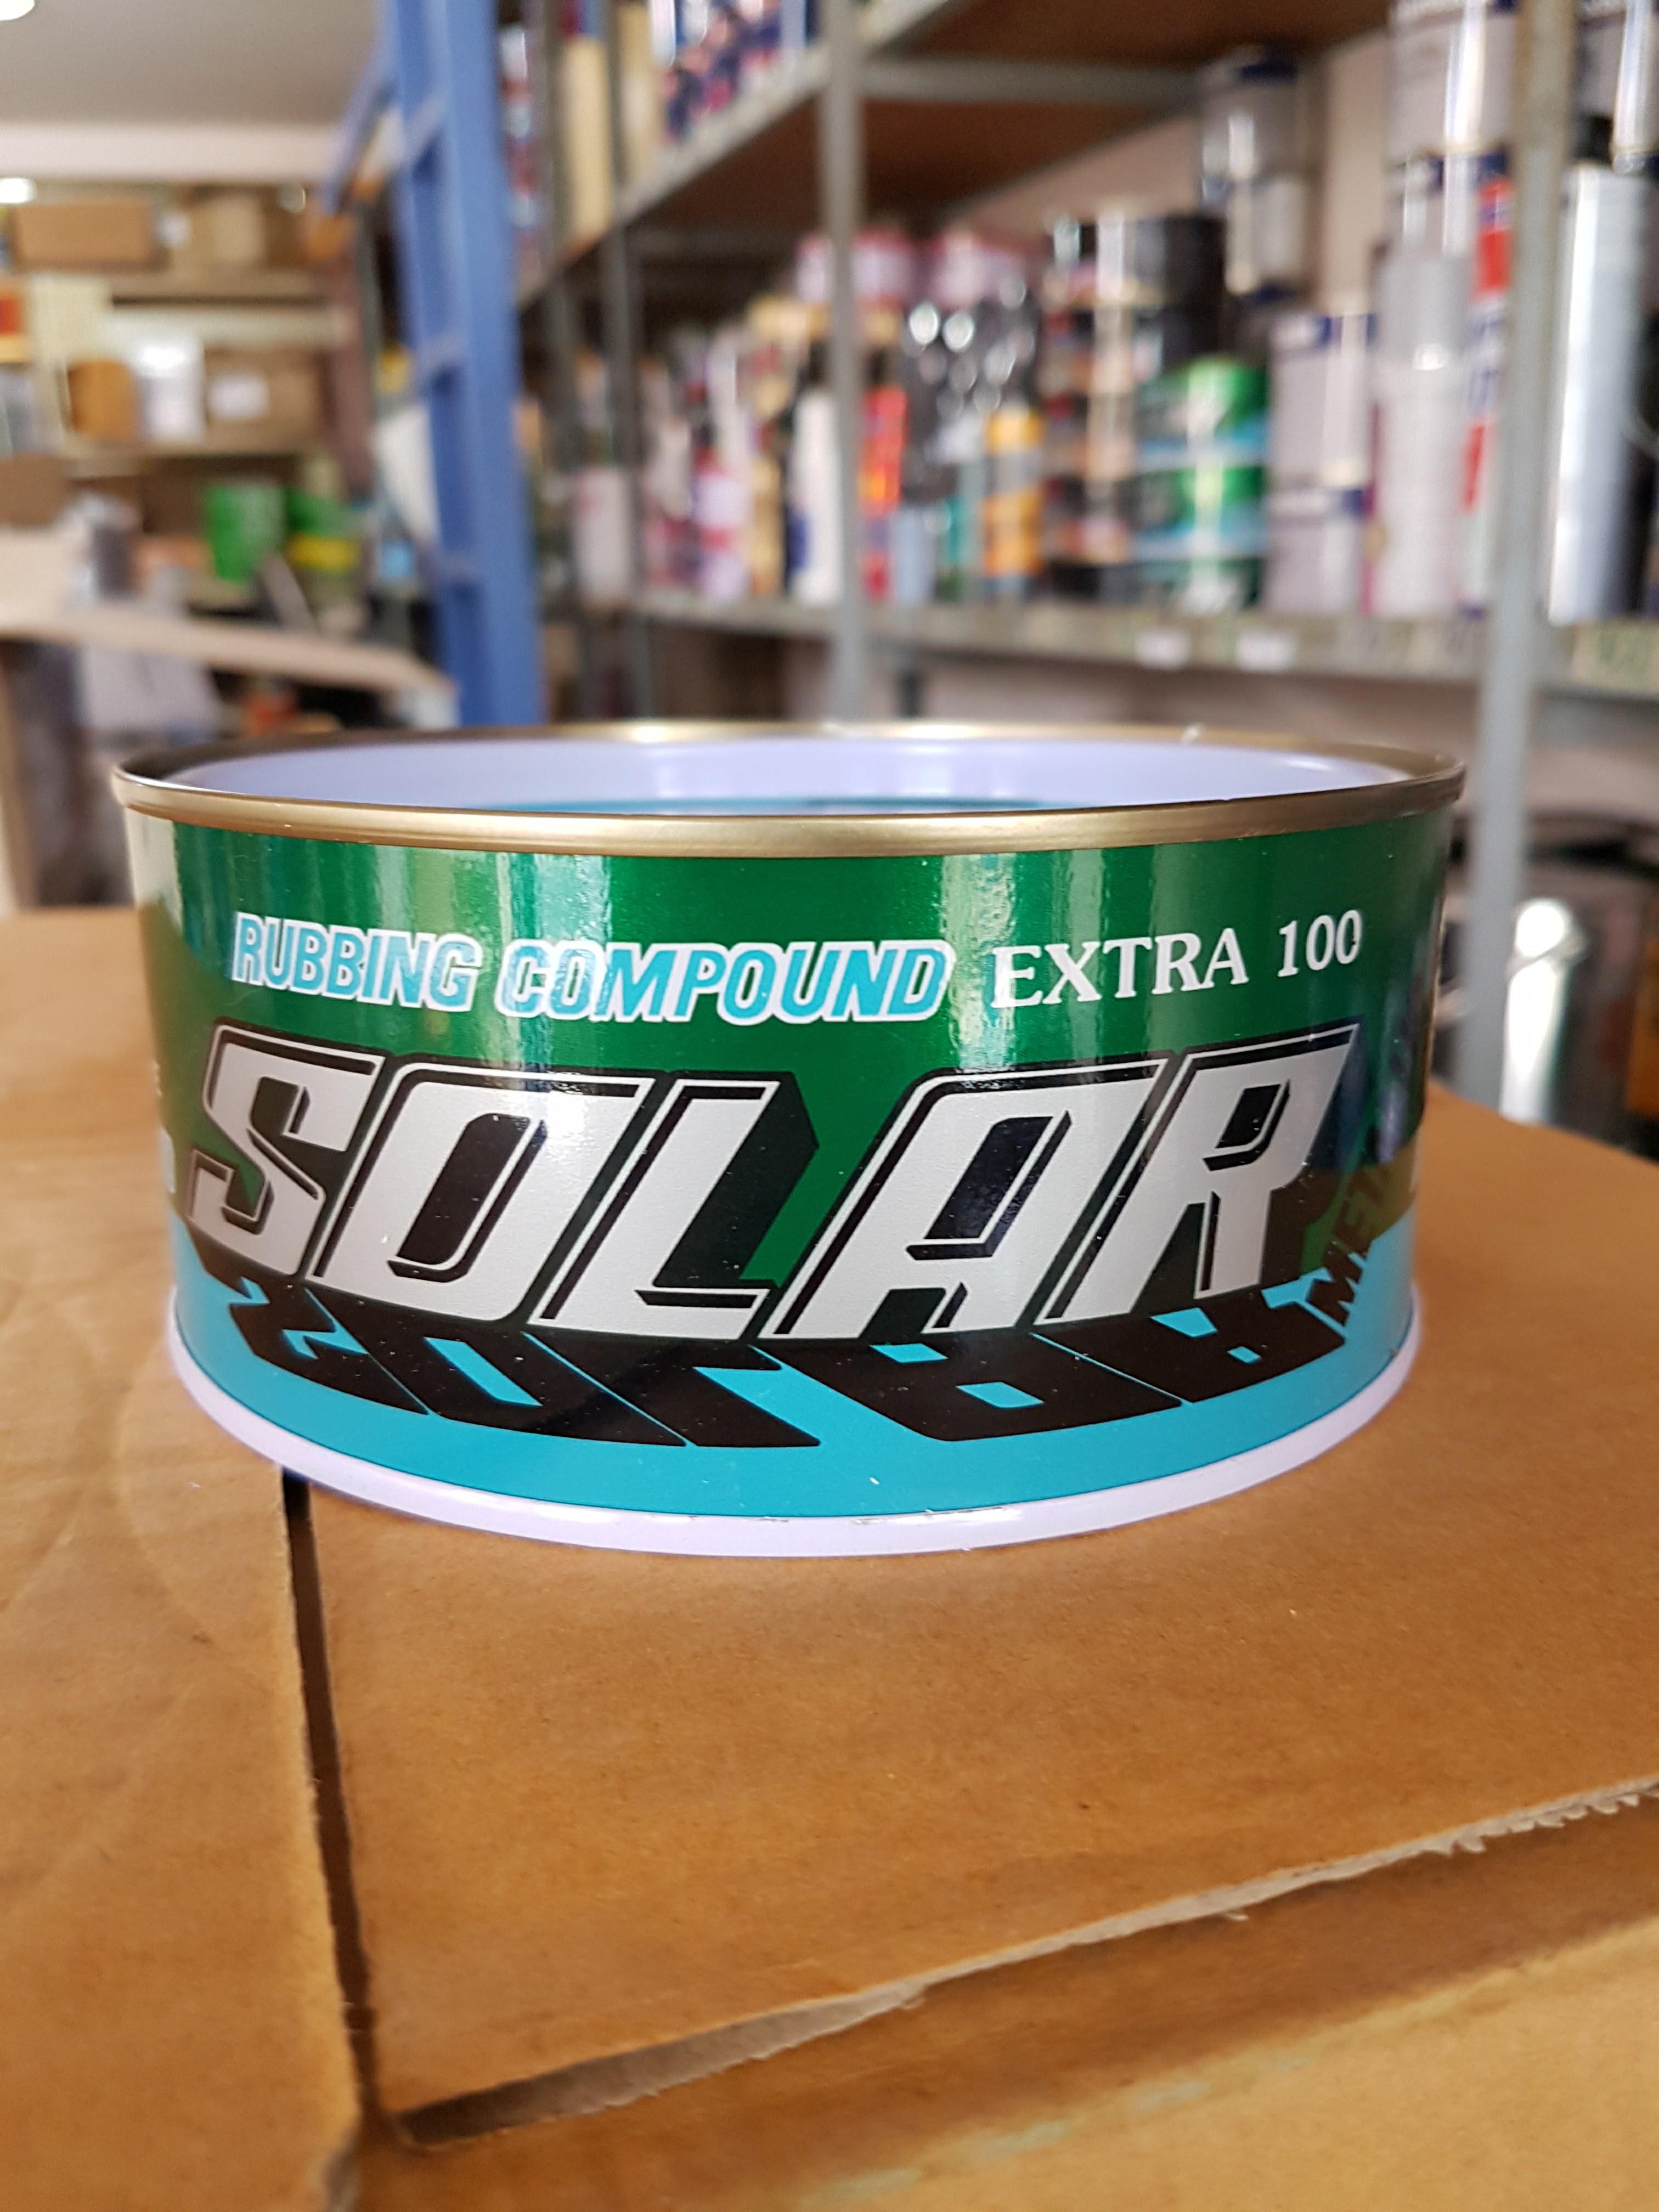 RUBBING COMPOUND EXTRA 100
SOLAR